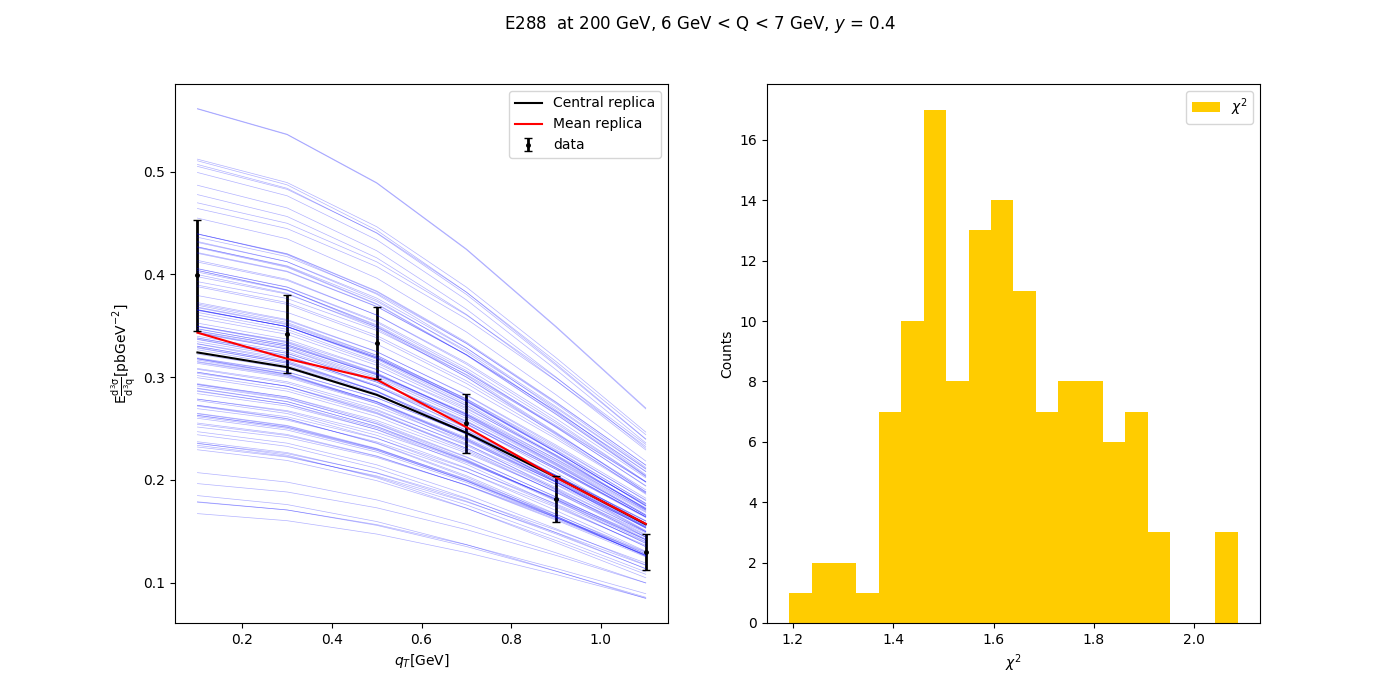 E288 at 200 GeV, 6 GeV < Q < 7 GeV, y = 0.4
Central replica
Mean replica
data
0.5
0.4
0.3
0.2
0.1
E d³σ/d³q [pbGeV⁻²]
0.2 0.4 0.6 0.8 1.0
q_T[GeV]
χ²
16
14
12
10
8
6
4
2
0
Counts
1.2 1.4 1.6 1.8 2.0
χ²